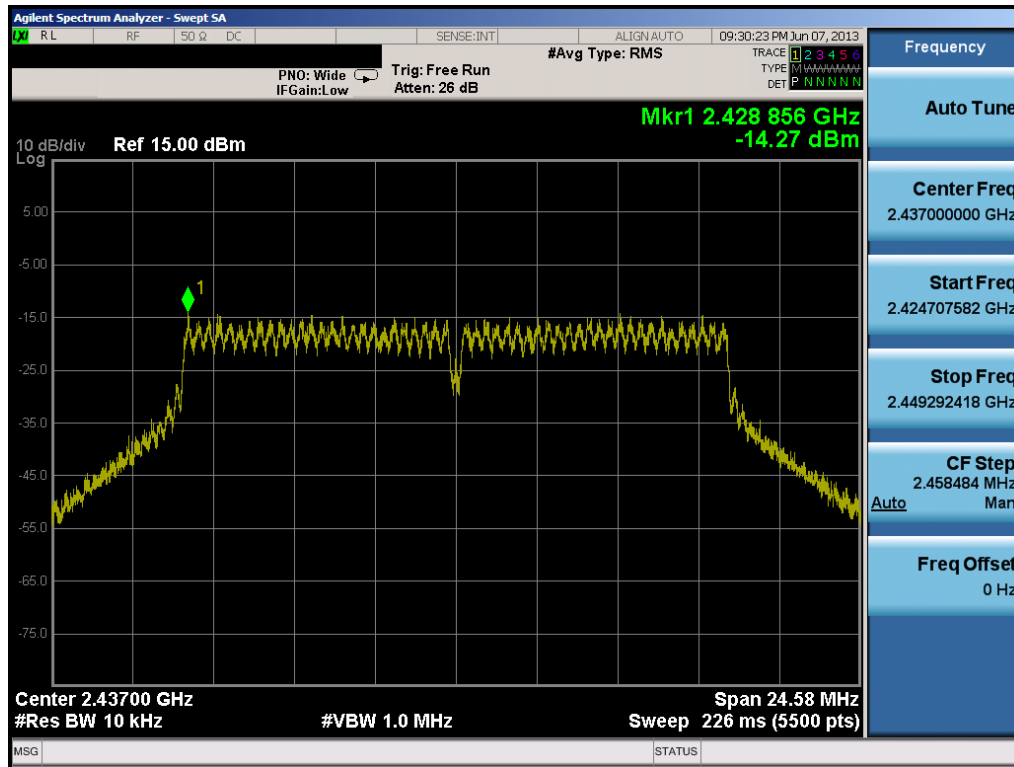 Agilent Spectrum Analyzer - Swept SA
LXI RL RF 50 Ω DC SENSE:INT ALIGN AUTO 09:30:23 PM Jun 07, 2013
#Avg Type: RMS TRACE 1 2 3 4 5 6
PNO: Wide Trig: Free Run TYPE M WWWWW
IFGain:Low Atten: 26 dB DET P N N N N N
Mkr1 2.428 856 GHz
-14.27 dBm
10 dB/div Ref 15.00 dBm
Log
5.00
-5.00
1
-15.0
-25.0
-35.0
-45.0
-55.0
-65.0
-75.0
Center 2.43700 GHz Span 24.58 MHz
#Res BW 10 kHz #VBW 1.0 MHz Sweep 226 ms (5500 pts)
MSG STATUS
Frequency
Auto Tune
Center Freq
2.437000000 GHz
Start Freq
2.424707582 GHz
Stop Freq
2.449292418 GHz
CF Step
2.458484 MHz
Auto Man
Freq Offset
0 Hz